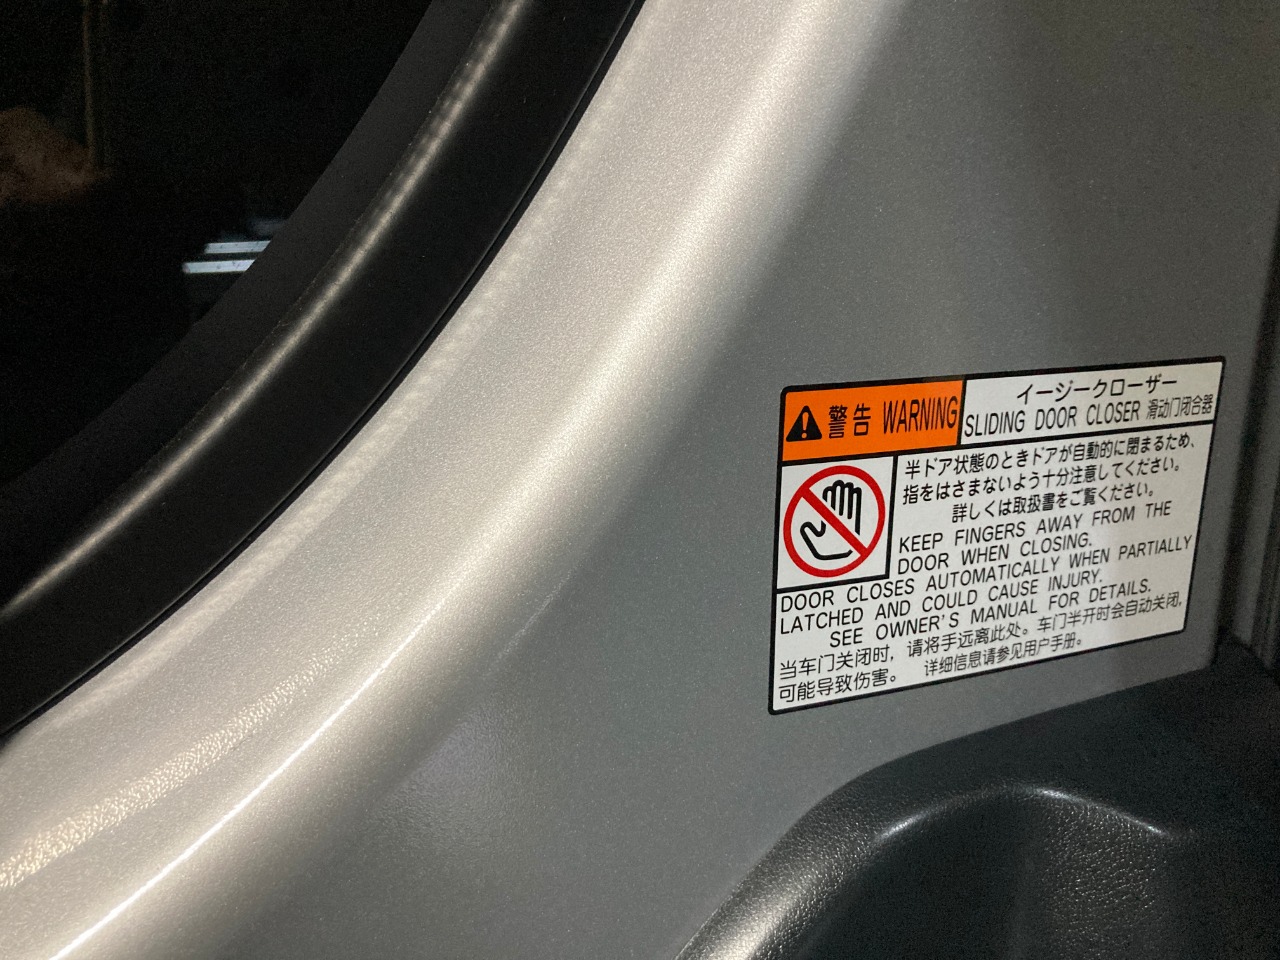 警告 WARNING
イージークローザー
SLIDING DOOR CLOSER 滑动门闭合器
半ドア状態のときドアが自動的に閉まるため、
指をはさまないよう十分注意してください。
詳しくは取扱書をご覧ください。
KEEP FINGERS AWAY FROM THE
DOOR WHEN CLOSING.
DOOR CLOSES AUTOMATICALLY WHEN PARTIALLY
LATCHED AND COULD CAUSE INJURY.
SEE OWNER'S MANUAL FOR DETAILS.
当车门关闭时，请将手远离此处。车门半开时会自动关闭，
可能导致伤害。 详细信息请参见用户手册。